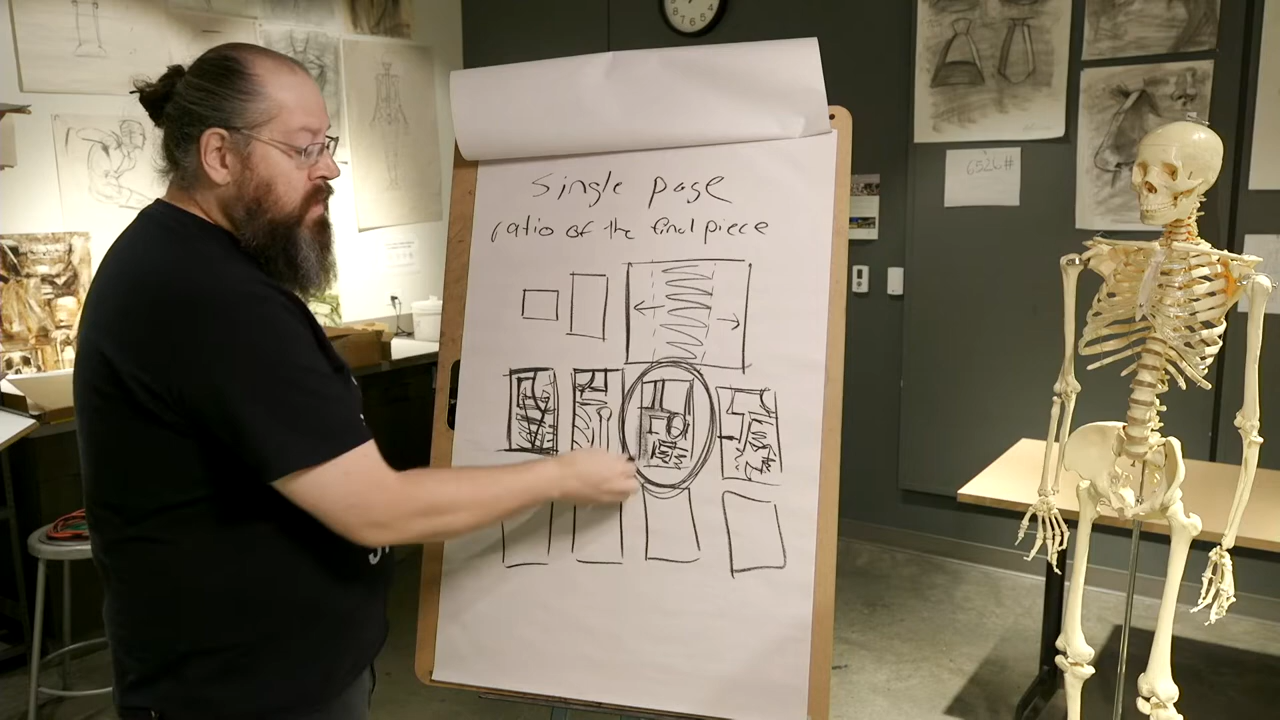 single page
ratio of the final piece
6526#